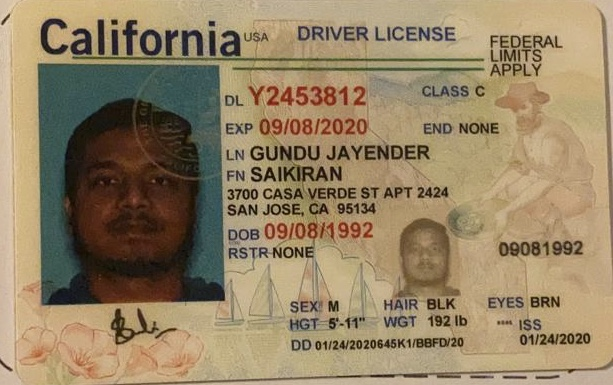 California USA DRIVER LICENSE
FEDERAL
LIMITS
APPLY
DL Y2453812 CLASS C
EXP 09/08/2020 END NONE
LN GUNDU JAYENDER
FN SAIKIRAN
3700 CASA VERDE ST APT 2424
SAN JOSE, CA 95134
DOB 09/08/1992
RSTR NONE
09081992
SEX M HAIR BLK EYES BRN
HGT 5'-11" WGT 192 lb ISS
DD 01/24/2020645K1/BBFD/20 01/24/2020